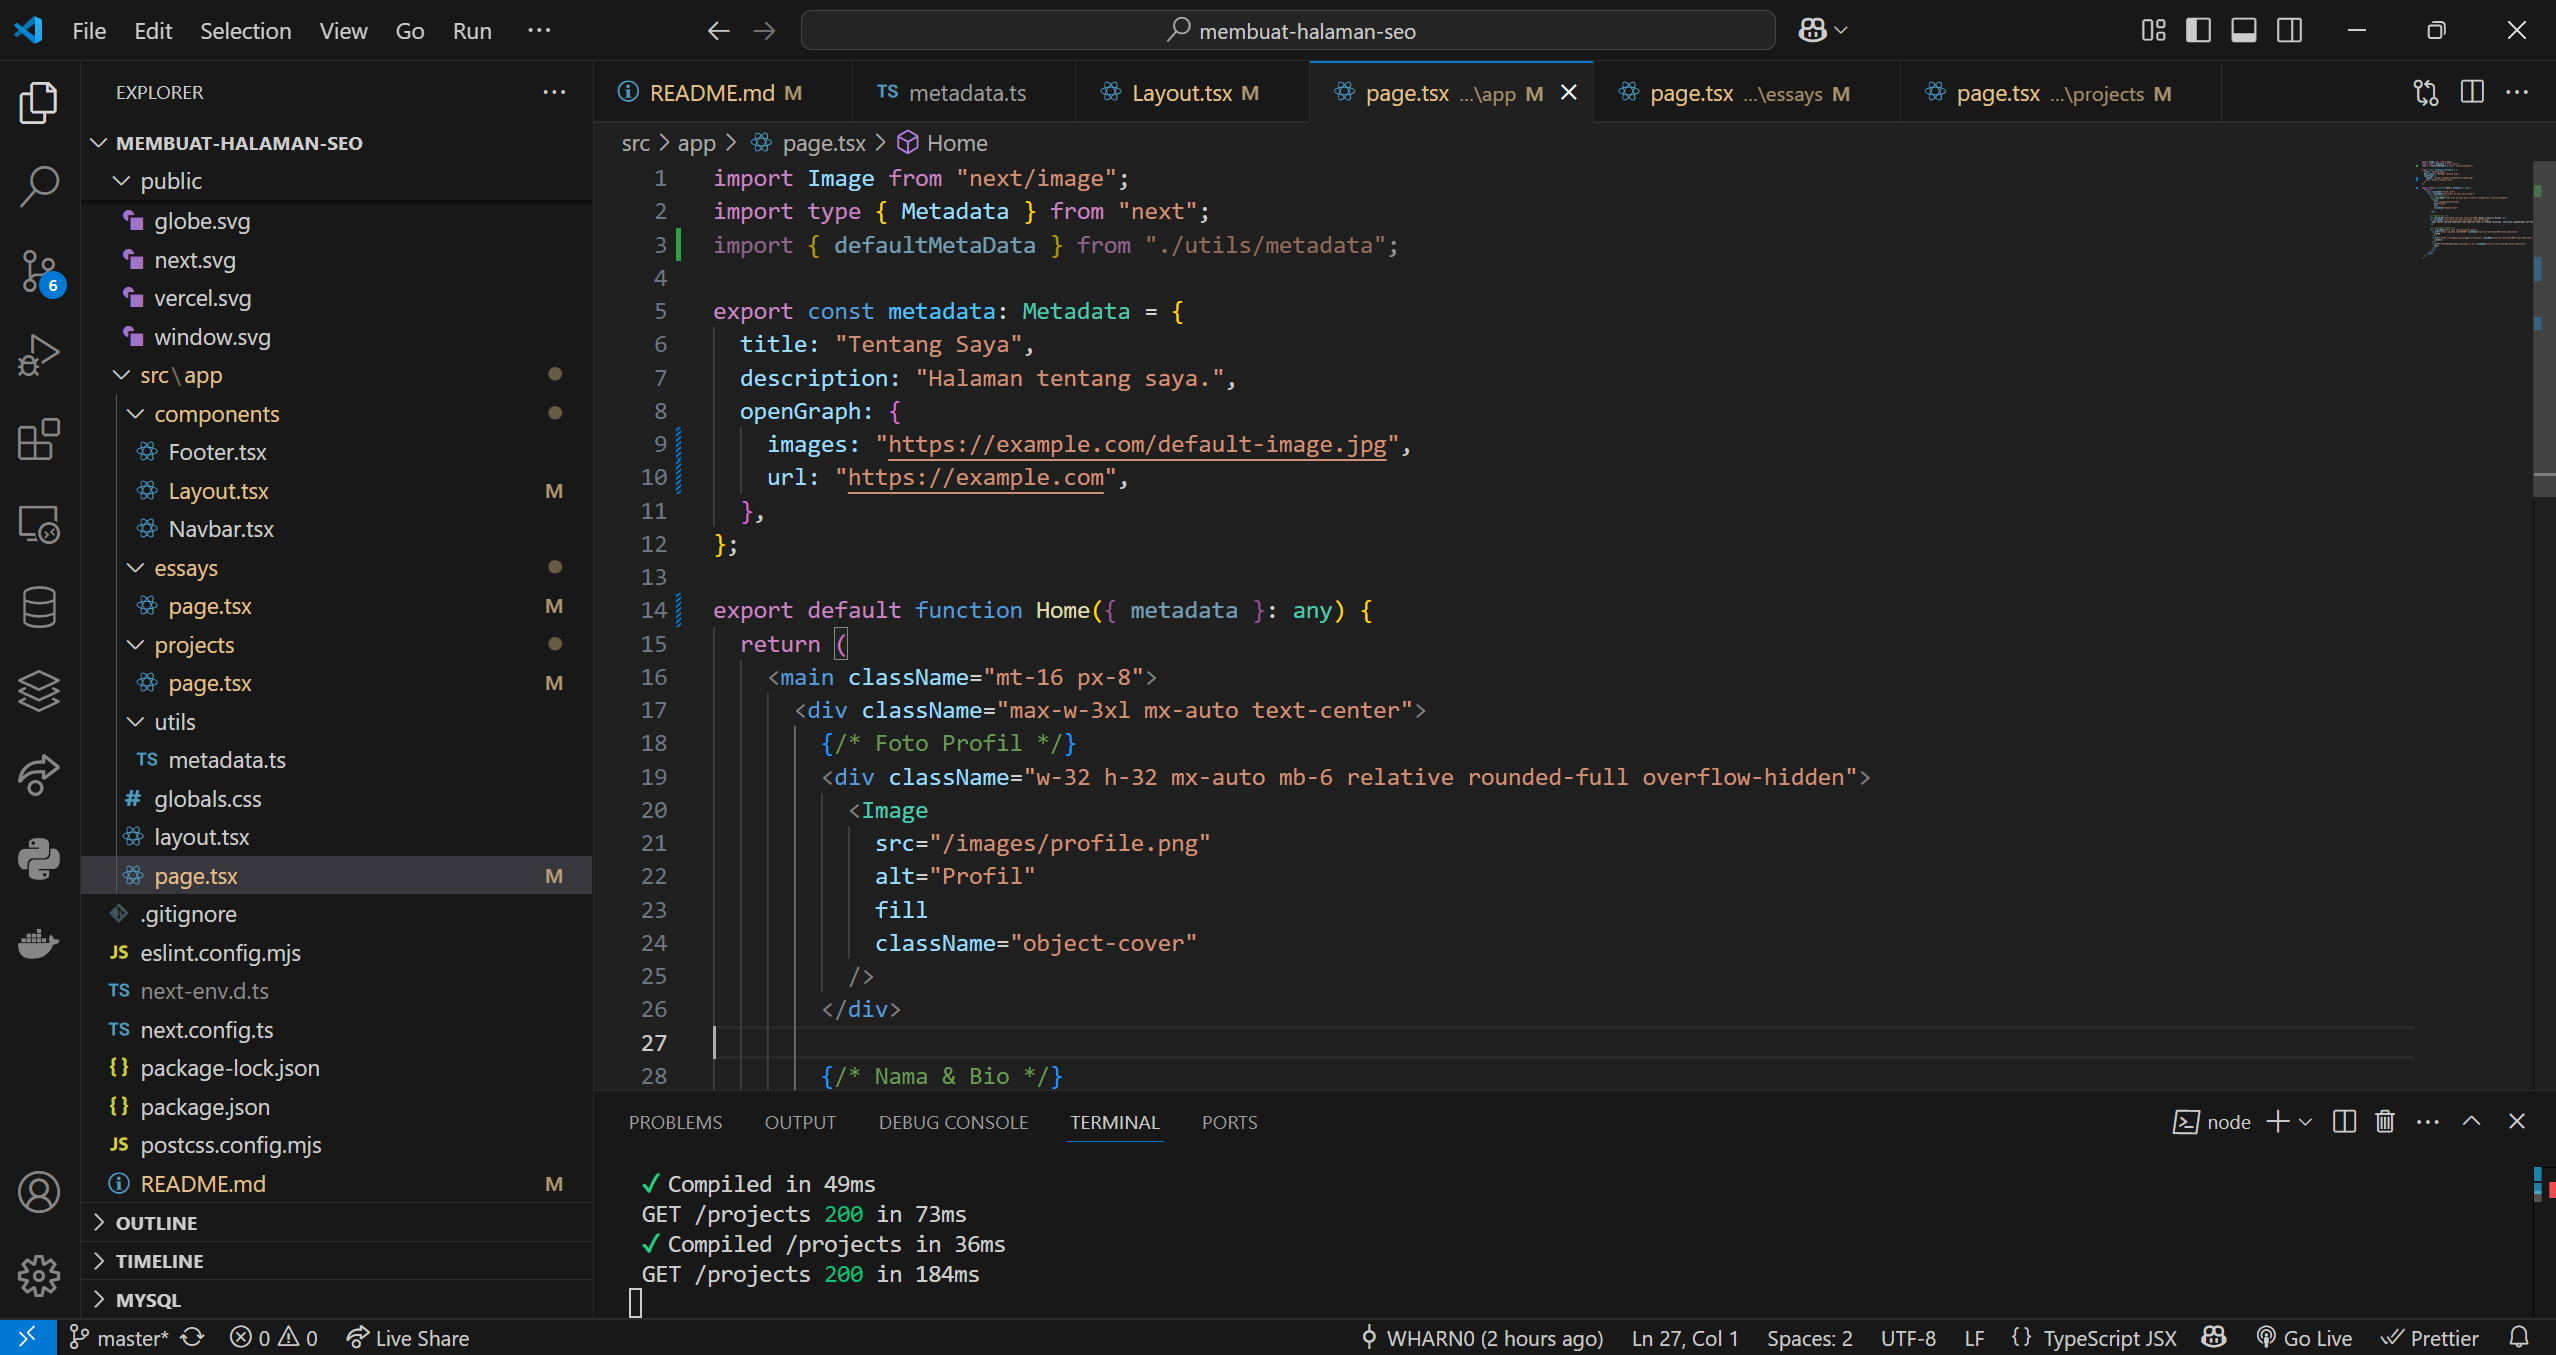 File Edit Selection View Go Run ···
membuat-halaman-seo
EXPLORER
MEMBUAT-HALAMAN-SEO
public
globe.svg
next.svg
vercel.svg
window.svg
src\app
components
Footer.tsx
Layout.tsx M
Navbar.tsx
essays
page.tsx M
projects
page.tsx M
utils
TS metadata.ts
# globals.css
layout.tsx
page.tsx M
.gitignore
JS eslint.config.mjs
TS next-env.d.ts
TS next.config.ts
{} package-lock.json
{} package.json
JS postcss.config.mjs
README.md M
OUTLINE
TIMELINE
MYSQL
6
README.md M
TS metadata.ts
Layout.tsx M
page.tsx ...\app M
page.tsx ...\essays M
page.tsx ...\projects M
src > app > page.tsx > Home
1 import Image from "next/image";
2 import type { Metadata } from "next";
3 import { defaultMetaData } from "./utils/metadata";
4
5 export const metadata: Metadata = {
6 title: "Tentang Saya",
7 description: "Halaman tentang saya.",
8 openGraph: {
9 images: "https://example.com/default-image.jpg",
10 url: "https://example.com",
11 },
12 };
13
14 export default function Home({ metadata }: any) {
15 return (
16 <main className="mt-16 px-8">
17 <div className="max-w-3xl mx-auto text-center">
18 {/* Foto Profil */}
19 <div className="w-32 h-32 mx-auto mb-6 relative rounded-full overflow-hidden">
20 <Image
21 src="/images/profile.png"
22 alt="Profil"
23 fill
24 className="object-cover"
25 />
26 </div>
27
28 {/* Nama & Bio */}
PROBLEMS OUTPUT DEBUG CONSOLE TERMINAL PORTS
node
✓ Compiled in 49ms
GET /projects 200 in 73ms
✓ Compiled /projects in 36ms
GET /projects 200 in 184ms
master* 0 0 Live Share
WHARN0 (2 hours ago) Ln 27, Col 1 Spaces: 2 UTF-8 LF {} TypeScript JSX Go Live Prettier